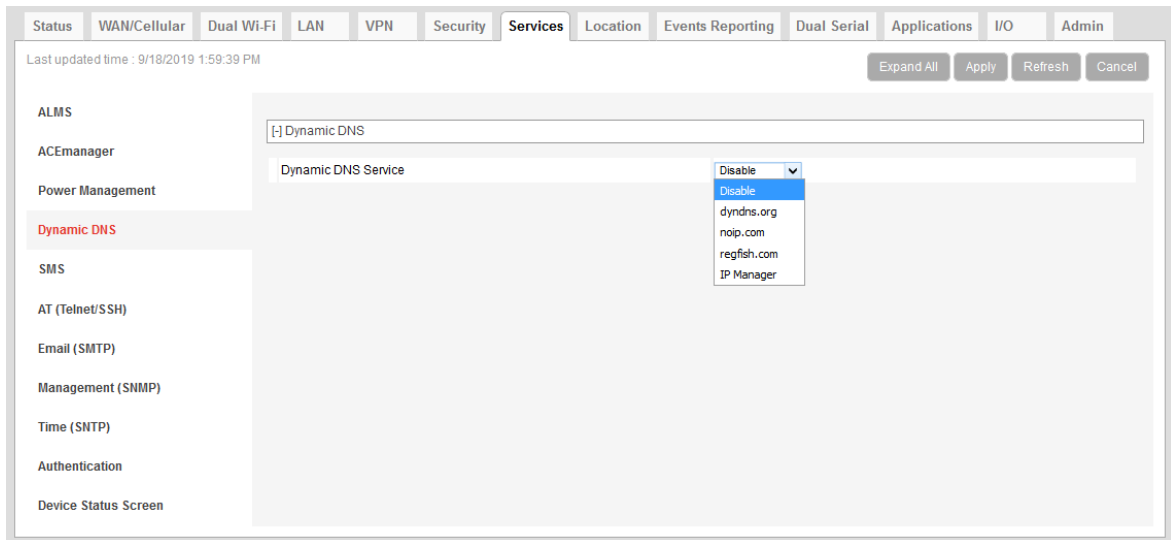 Status WAN/Cellular Dual Wi-Fi LAN VPN Security Services Location Events Reporting Dual Serial Applications I/O Admin
Last updated time : 9/18/2019 1:59:39 PM
Expand All Apply Refresh Cancel
ALMS
ACEmanager
Power Management
Dynamic DNS
SMS
AT (Telnet/SSH)
Email (SMTP)
Management (SNMP)
Time (SNTP)
Authentication
Device Status Screen
[-] Dynamic DNS
Dynamic DNS Service Disable
Disable
dyndns.org
noip.com
regfish.com
IP Manager